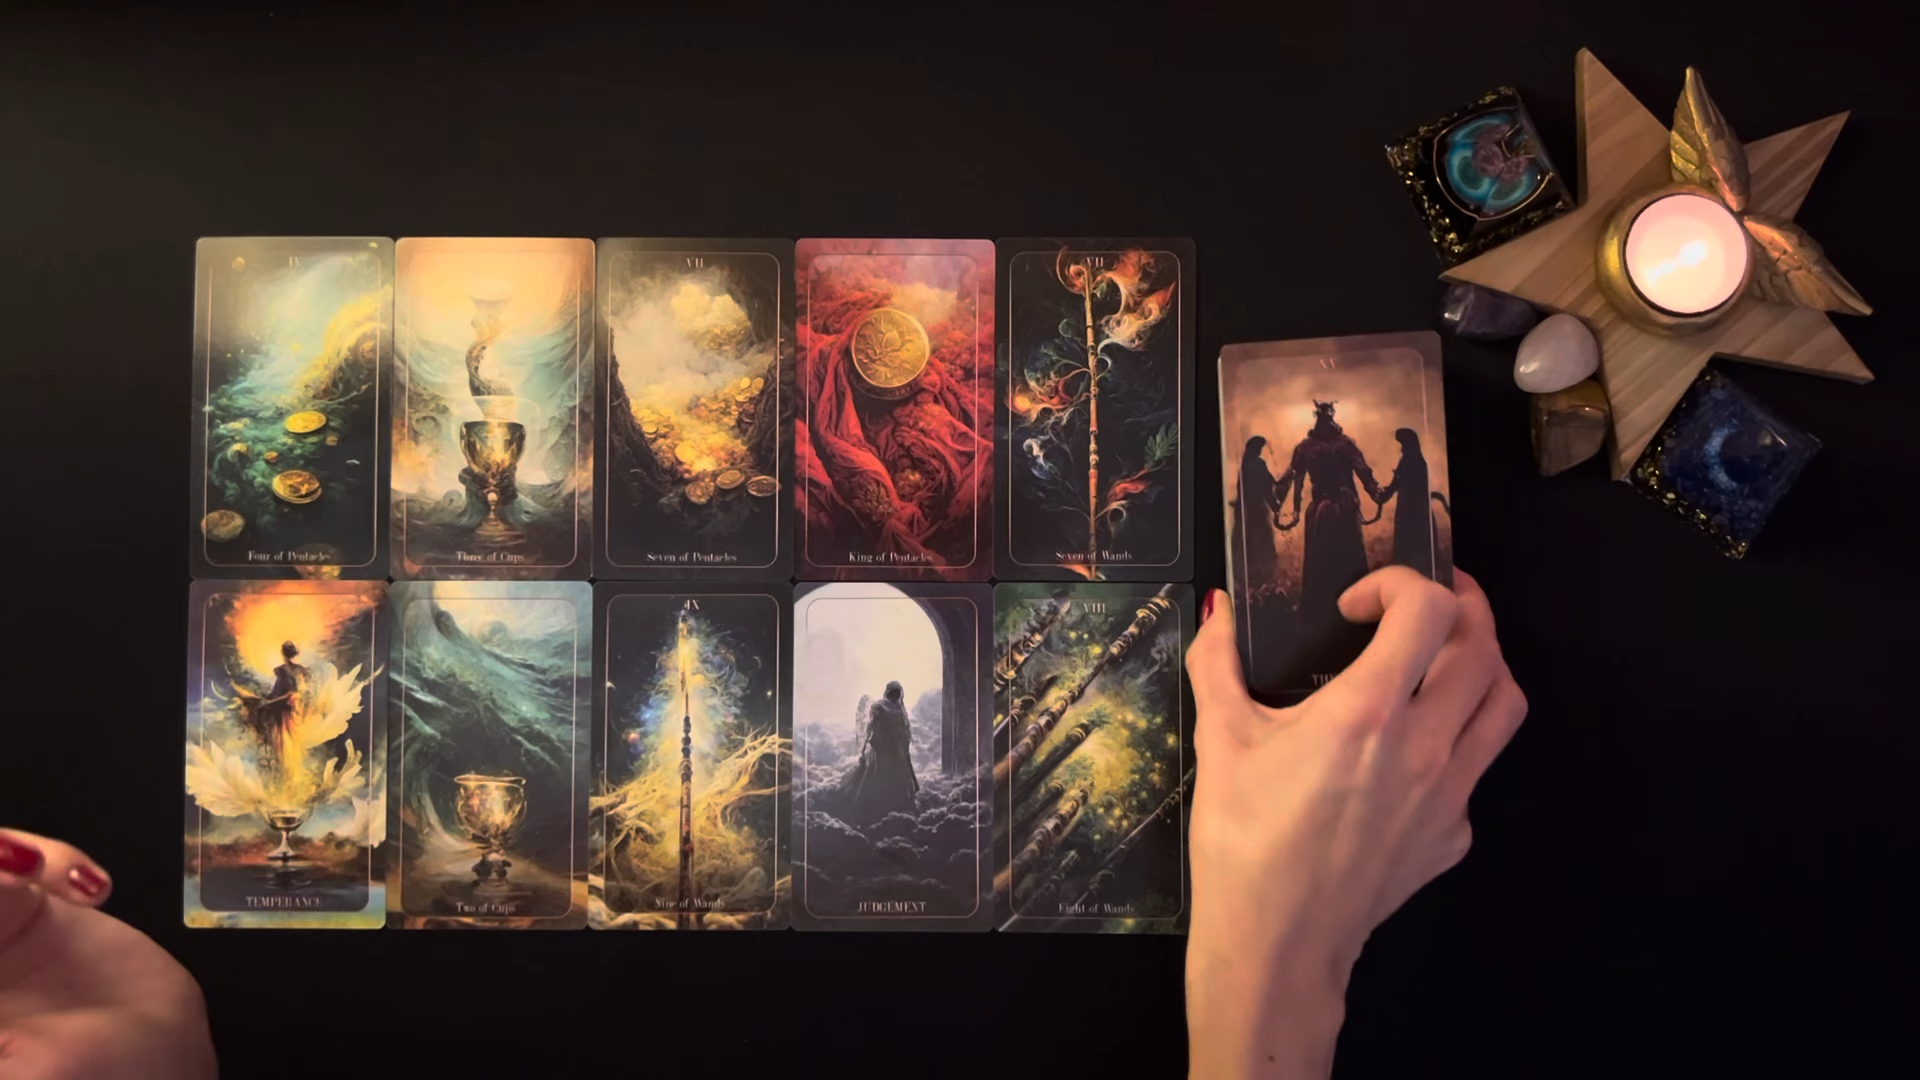 IV
VII
VII
Four of Pentacles
Three of Cups
Seven of Pentacles
King of Pentacles
Seven of Wands
VI
IX
VIII
TEMPERANCE
Two of Cups
Nine of Wands
JUDGEMENT
Eight of Wands